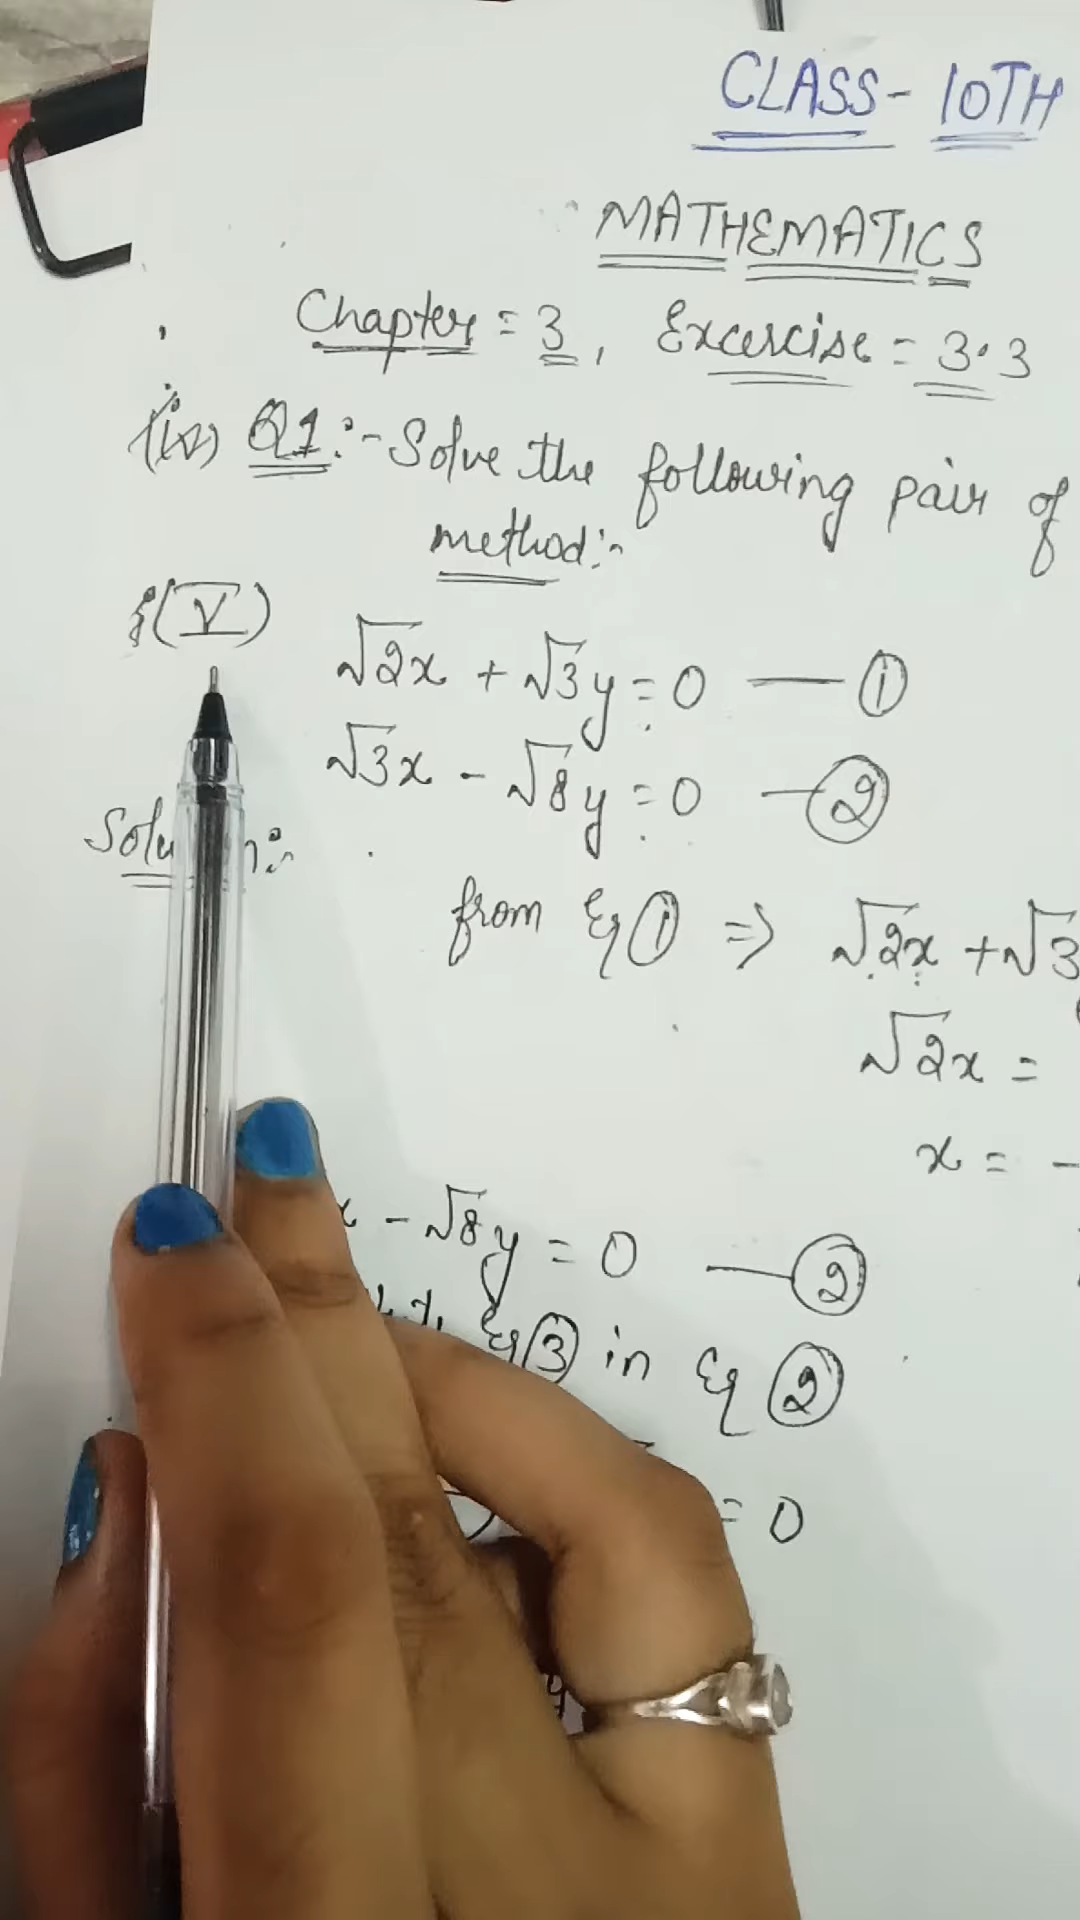 CLASS - 10TH
MATHEMATICS
Chapter = 3, Excercise = 3.3
(iv) Q1:- Solve the following pair of
method:-
(V) √2x + √3y = 0 — ①
√3x - √8y = 0 — ②
from Eq ① => √2x + √3
√2x =
x = -
x - √8y = 0 — ②
Eq ③ in Eq ②
= 0